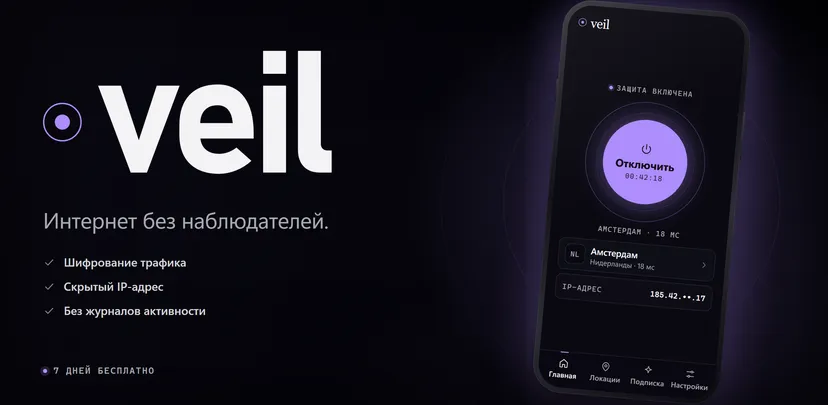 veil
Интернет без наблюдателей.
Шифрование трафика
Скрытый IP-адрес
Без журналов активности
7 ДНЕЙ БЕСПЛАТНО
veil
ЗАЩИТА ВКЛЮЧЕНА
Отключить
00:42:18
АМСТЕРДАМ · 18 МС
NL
Амстердам
Нидерланды · 18 мс
IP-АДРЕС
185.42.••.17
Главная
Локации
Подписка
Настройки